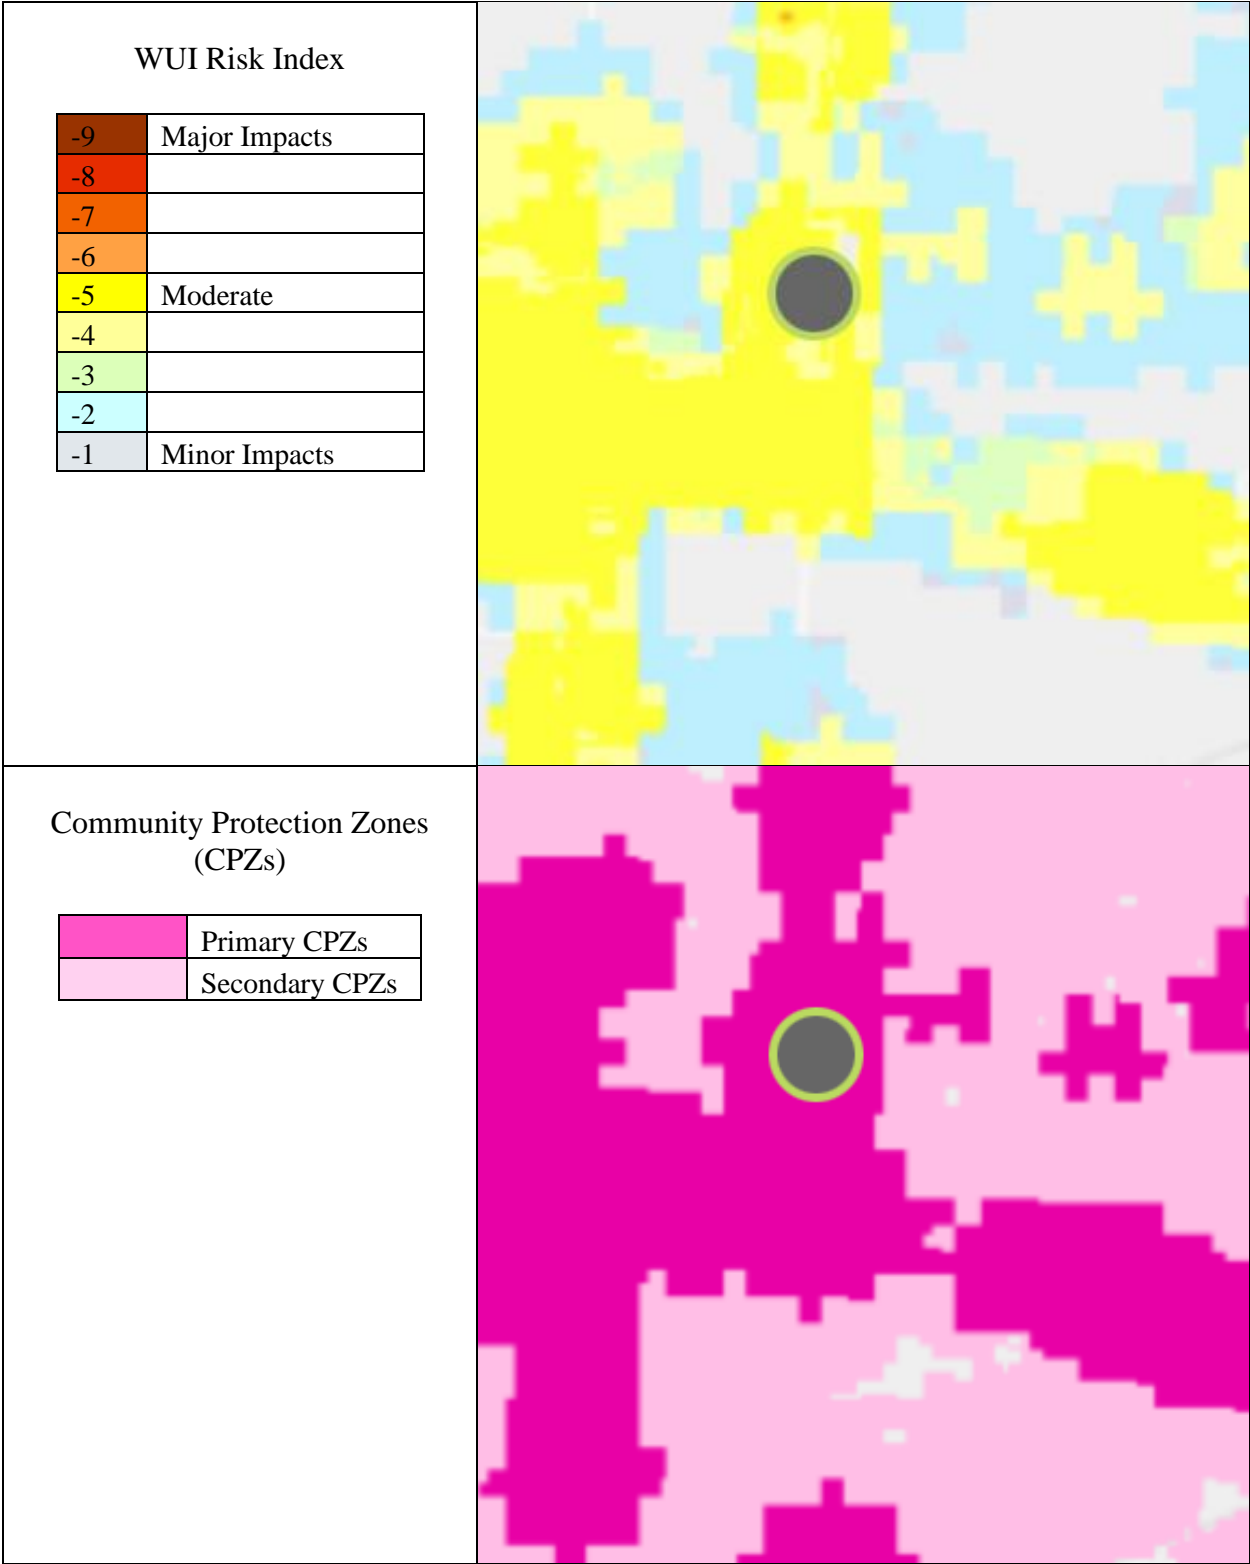 WUI Risk Index
-9 Major Impacts
-8
-7
-6
-5 Moderate
-4
-3
-2
-1 Minor Impacts
Community Protection Zones
(CPZs)
Primary CPZs
Secondary CPZs